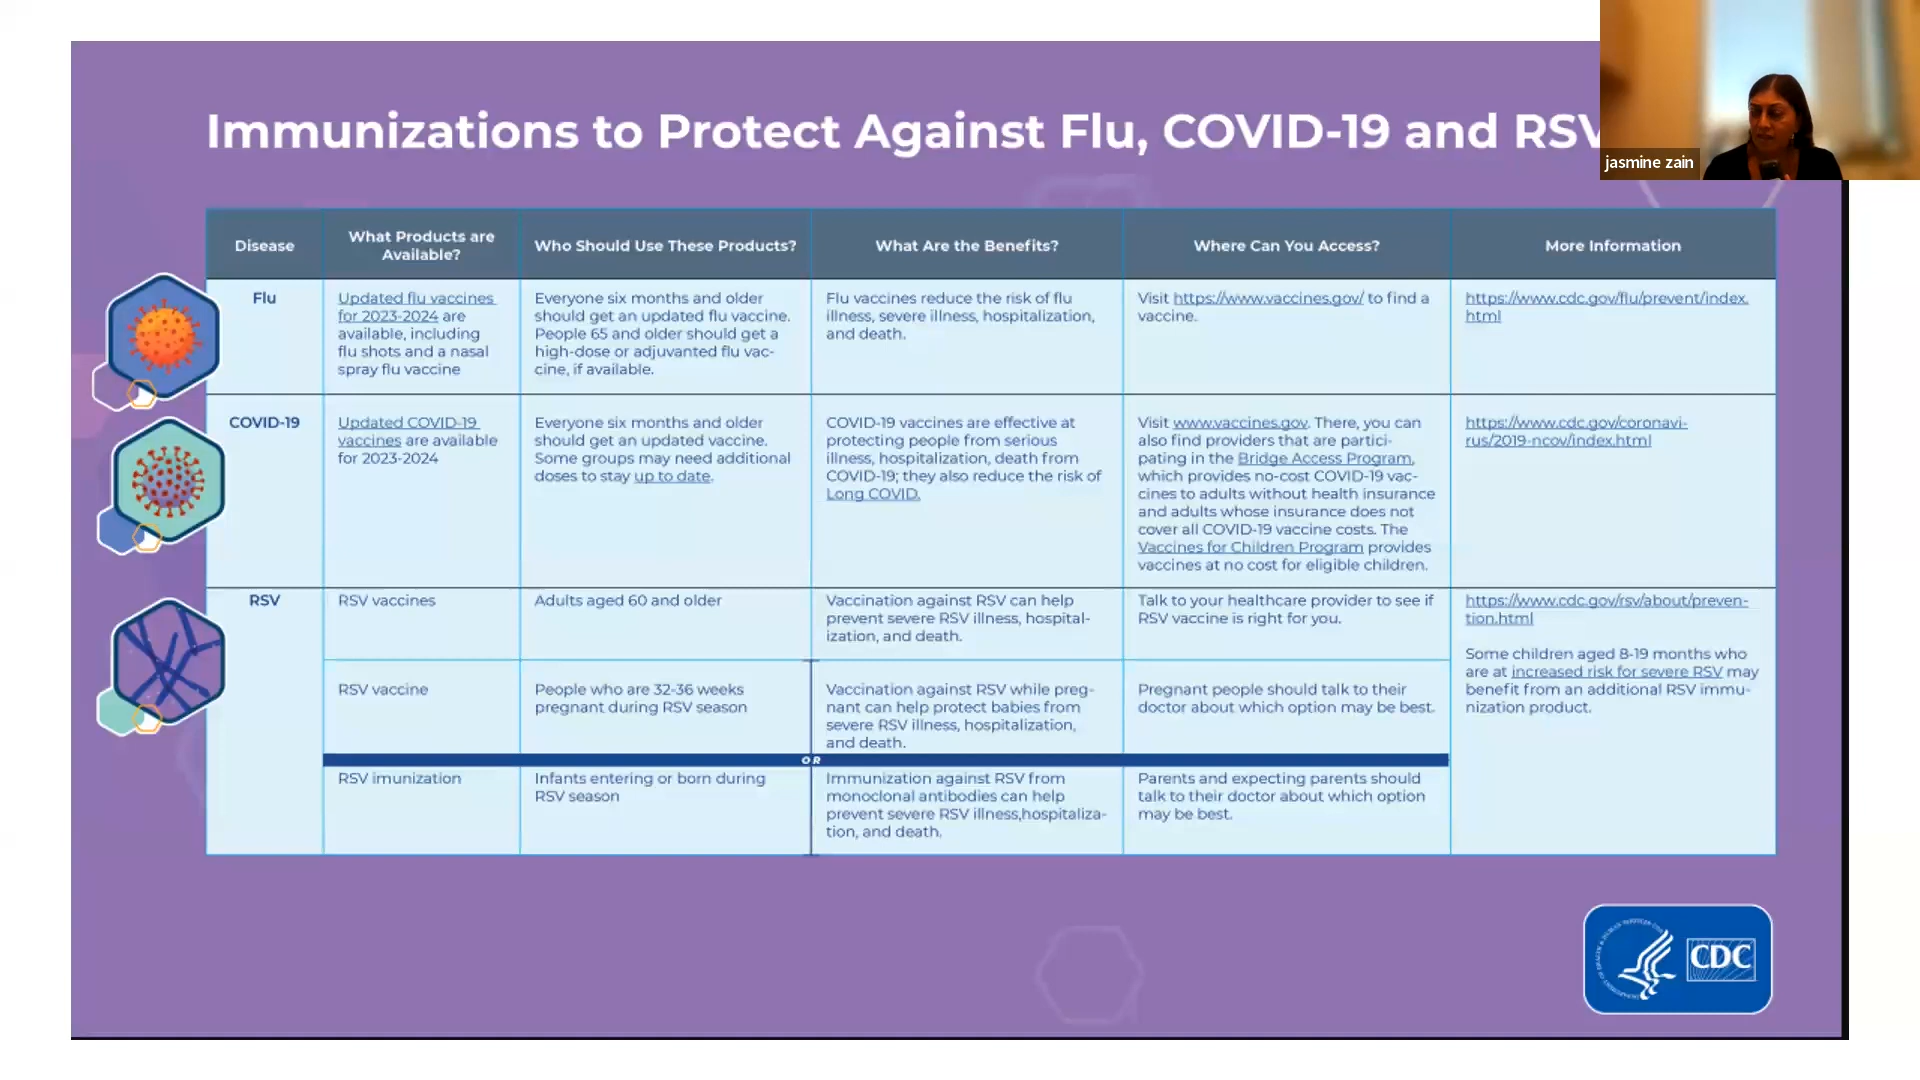 Immunizations to Protect Against Flu, COVID-19 and RSV
jasmine zain
Disease
What Products are
Available?
Who Should Use These Products?
What Are the Benefits?
Where Can You Access?
More Information
Flu
Updated flu vaccines
for 2023-2024 are
available, including
flu shots and a nasal
spray flu vaccine
Everyone six months and older
should get an updated flu vaccine.
People 65 and older should get a
high-dose or adjuvanted flu vac-
cine, if available.
Flu vaccines reduce the risk of flu
illness, severe illness, hospitalization,
and death.
Visit https://www.vaccines.gov/ to find a
vaccine.
https://www.cdc.gov/flu/prevent/index.
html
COVID-19
Updated COVID-19
vaccines are available
for 2023-2024
Everyone six months and older
should get an updated vaccine.
Some groups may need additional
doses to stay up to date.
COVID-19 vaccines are effective at
protecting people from serious
illness, hospitalization, death from
COVID-19; they also reduce the risk of
Long COVID.
Visit www.vaccines.gov. There, you can
also find providers that are partici-
pating in the Bridge Access Program,
which provides no-cost COVID-19 vac-
cines to adults without health insurance
and adults whose insurance does not
cover all COVID-19 vaccine costs. The
Vaccines for Children Program provides
vaccines at no cost for eligible children.
https://www.cdc.gov/coronavi-
rus/2019-ncov/index.html
RSV
RSV vaccines
Adults aged 60 and older
Vaccination against RSV can help
prevent severe RSV illness, hospital-
ization, and death.
Talk to your healthcare provider to see if
RSV vaccine is right for you.
https://www.cdc.gov/rsv/about/preven-
tion.html
Some children aged 8-19 months who
are at increased risk for severe RSV may
benefit from an additional RSV immu-
nization product.
RSV vaccine
People who are 32-36 weeks
pregnant during RSV season
Vaccination against RSV while preg-
nant can help protect babies from
severe RSV illness, hospitalization,
and death.
Pregnant people should talk to their
doctor about which option may be best.
OR
RSV imunization
Infants entering or born during
RSV season
Immunization against RSV from
monoclonal antibodies can help
prevent severe RSV illness,hospitaliza-
tion, and death.
Parents and expecting parents should
talk to their doctor about which option
may be best.
CDC